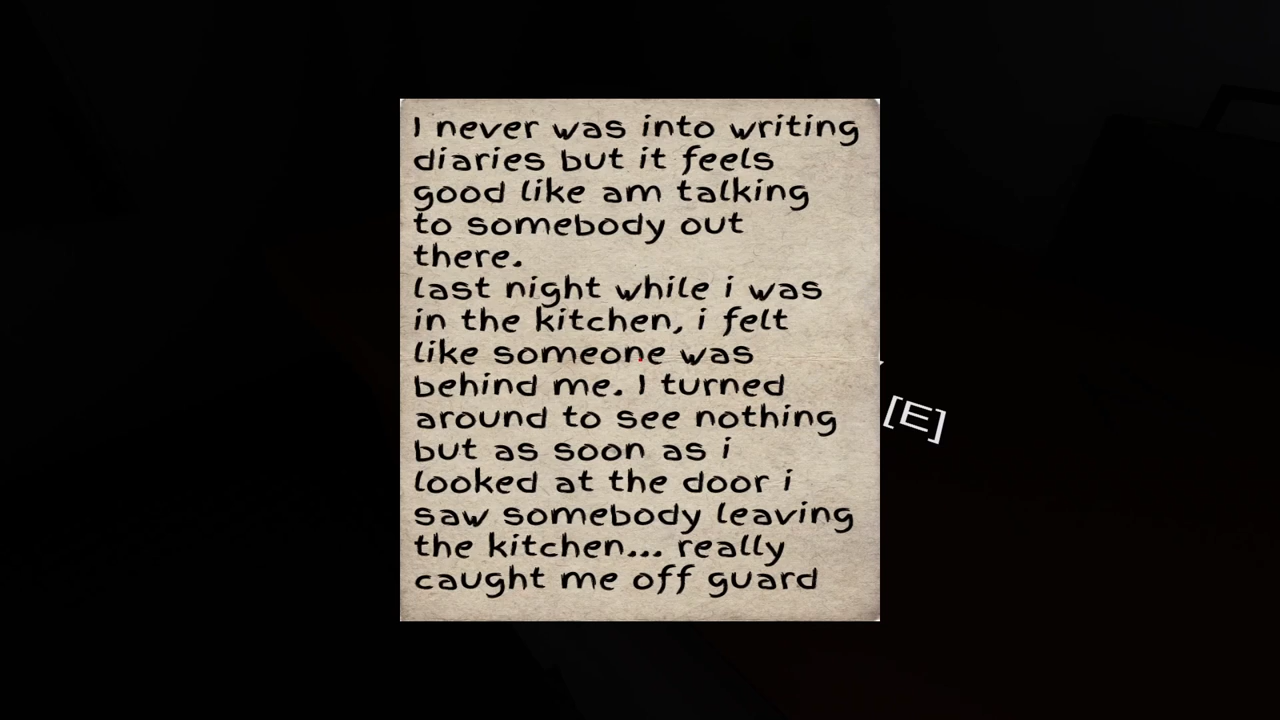 I never was into writing
diaries but it feels
good like am talking
to somebody out
there.
last night while i was
in the kitchen, i felt
like someone was
behind me. I turned
around to see nothing
but as soon as i
looked at the door i
saw somebody leaving
the kitchen... really
caught me off guard
[E]